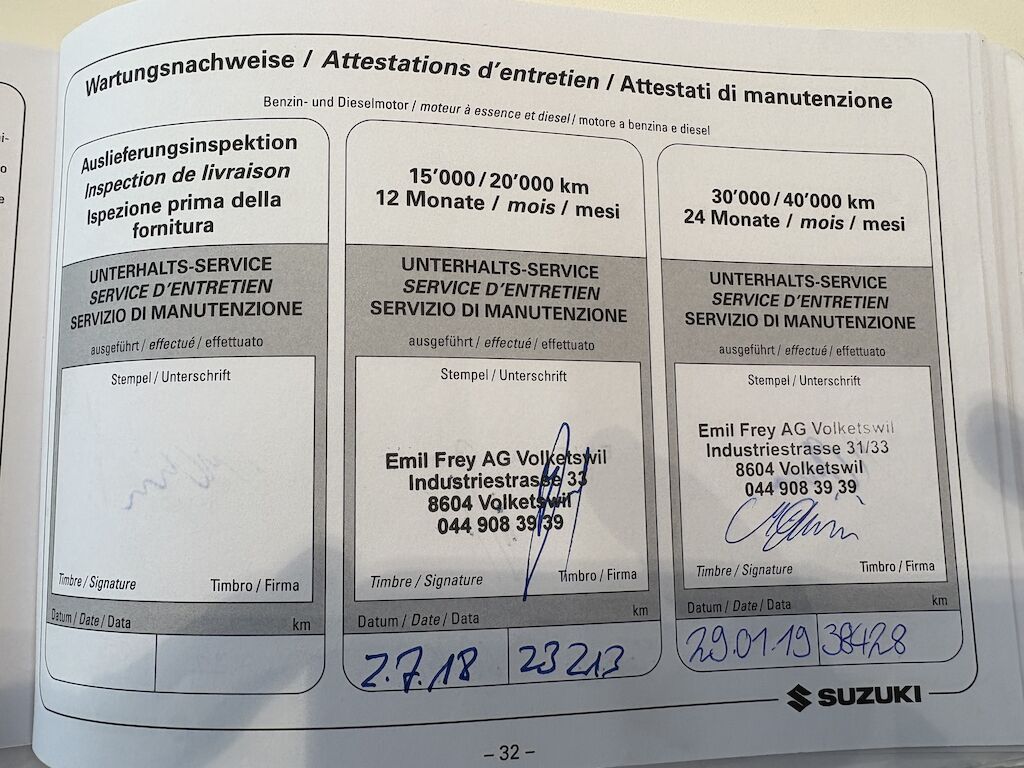 Wartungsnachweise / Attestations d'entretien / Attestati di manutenzione
Benzin- und Dieselmotor / moteur à essence et diesel / motore a benzina e diesel
Auslieferungsinspektion
Inspection de livraison
Ispezione prima della
fornitura
UNTERHALTS-SERVICE
SERVICE D'ENTRETIEN
SERVIZIO DI MANUTENZIONE
ausgeführt / effectué / effettuato
Stempel / Unterschrift
Timbre / Signature Timbro / Firma
Datum / Date / Data km
15'000 / 20'000 km
12 Monate / mois / mesi
UNTERHALTS-SERVICE
SERVICE D'ENTRETIEN
SERVIZIO DI MANUTENZIONE
ausgeführt / effectué / effettuato
Stempel / Unterschrift
Emil Frey AG Volketswil
Industriestrasse 33
8604 Volketswil
044 908 39 39
Timbre / Signature Timbro / Firma
Datum / Date / Data km
2.7.18 23213
30'000 / 40'000 km
24 Monate / mois / mesi
UNTERHALTS-SERVICE
SERVICE D'ENTRETIEN
SERVIZIO DI MANUTENZIONE
ausgeführt / effectué / effettuato
Stempel / Unterschrift
Emil Frey AG Volketswil
Industriestrasse 31/33
8604 Volketswil
044 908 39 39
Timbre / Signature Timbro / Firma
Datum / Date / Data km
29.01.19 38428
SUZUKI
– 32 –